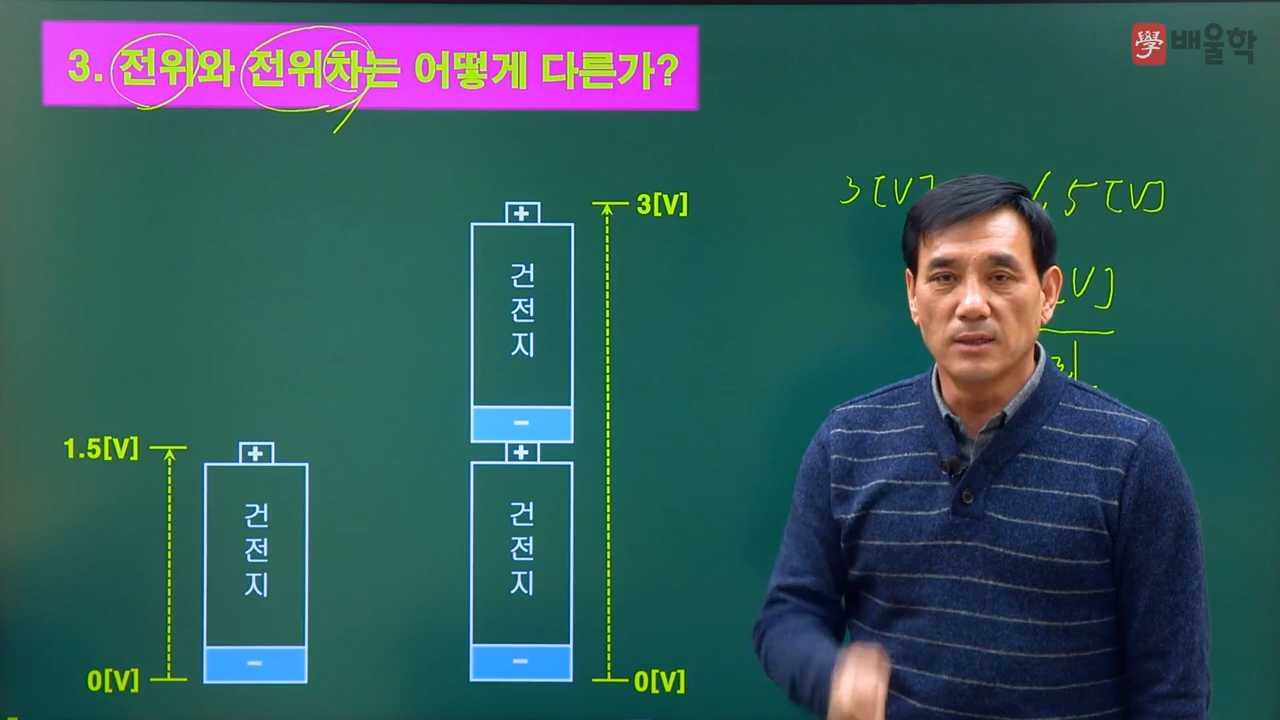 3. 전위와 전위차는 어떻게 다른가?
學 배울학
3[V]
1.5[V]
+
3[V]
건
전
지
V]
-
1.5[V]
+
+
건
전
지
건
전
지
-
-
0[V]
0[V]